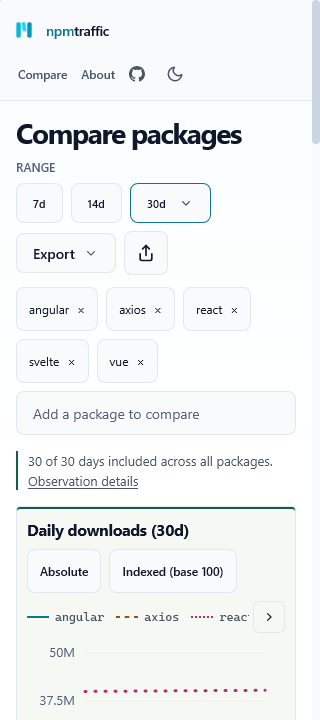 npmtraffic
Compare About
Compare packages
RANGE
7d 14d 30d
Export
angular × axios × react ×
svelte × vue ×
Add a package to compare
30 of 30 days included across all packages.
Observation details
Daily downloads (30d)
Absolute Indexed (base 100)
angular axios reac
50M
37.5M